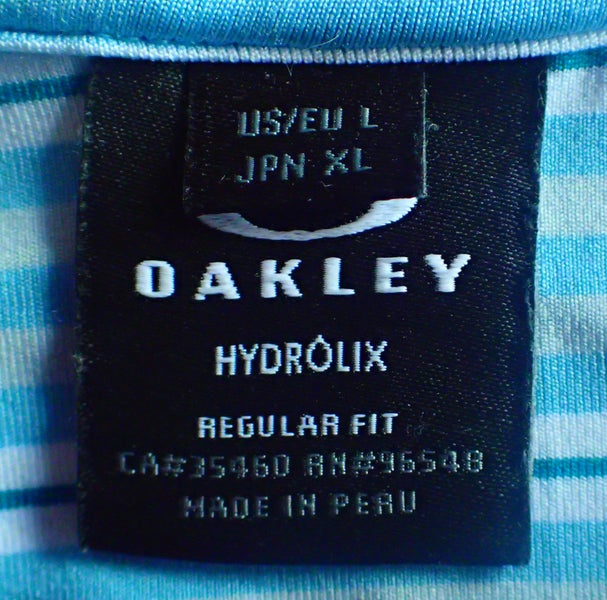 US/EU L
JPN XL
OAKLEY
HYDRÔLIX
REGULAR FIT
CA#35460 RN#96548
MADE IN PERU